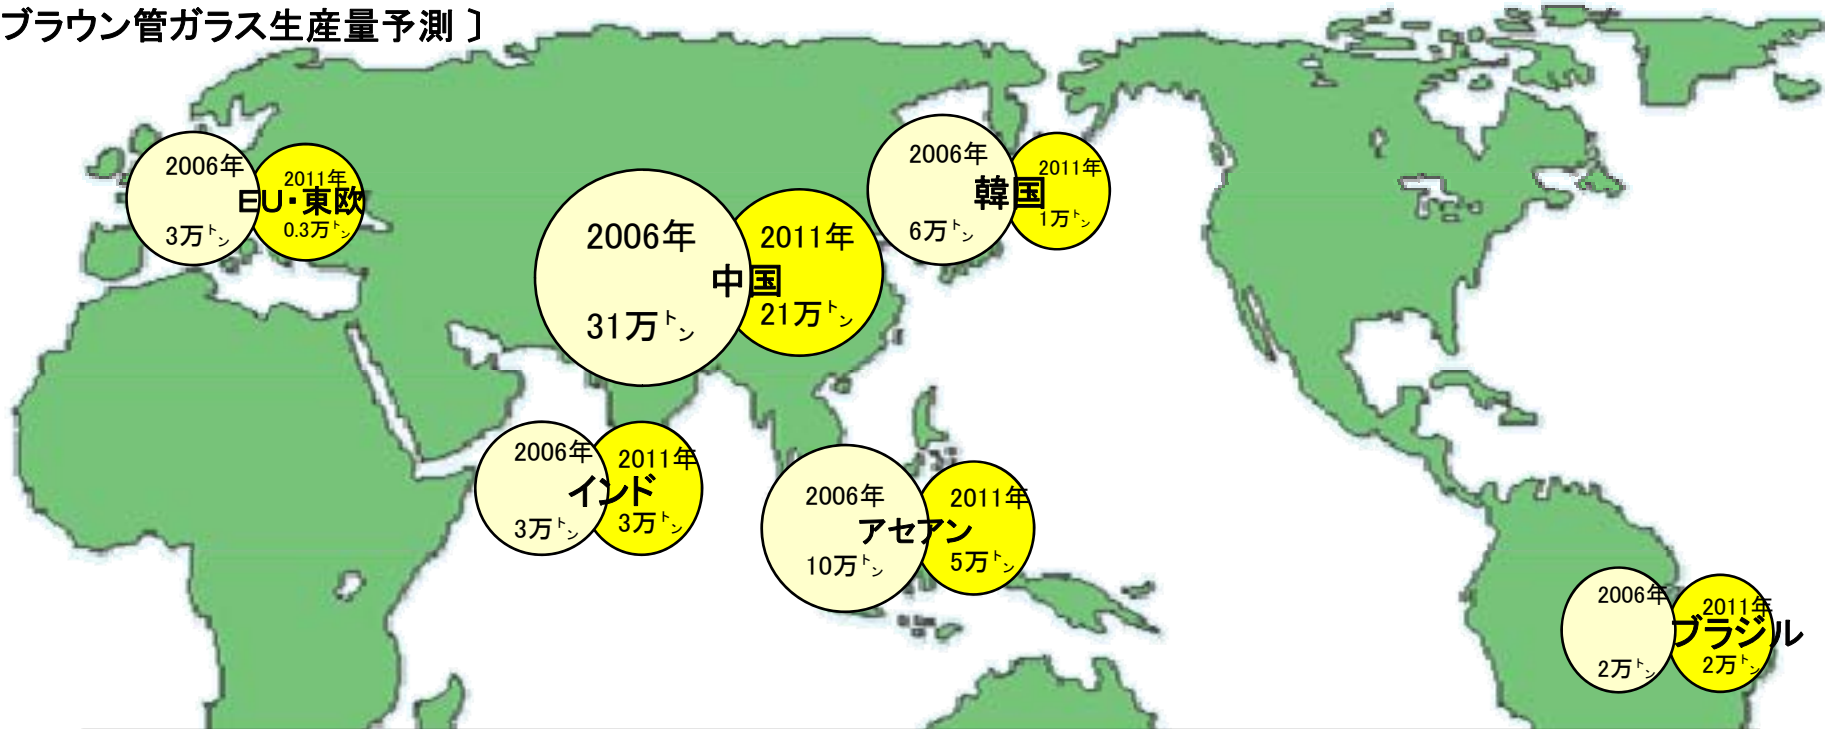 ブラウン管ガラス生産量予測 〕
2006年
3万トン
2011年
EU・東欧
0.3万トン
2006年
31万トン
2011年
中国
21万トン
2006年
6万トン
2011年
韓国
1万トン
2006年
3万トン
2011年
インド
3万トン
2006年
10万トン
2011年
アセアン
5万トン
2006年
2万トン
2011年
ブラジル
2万トン